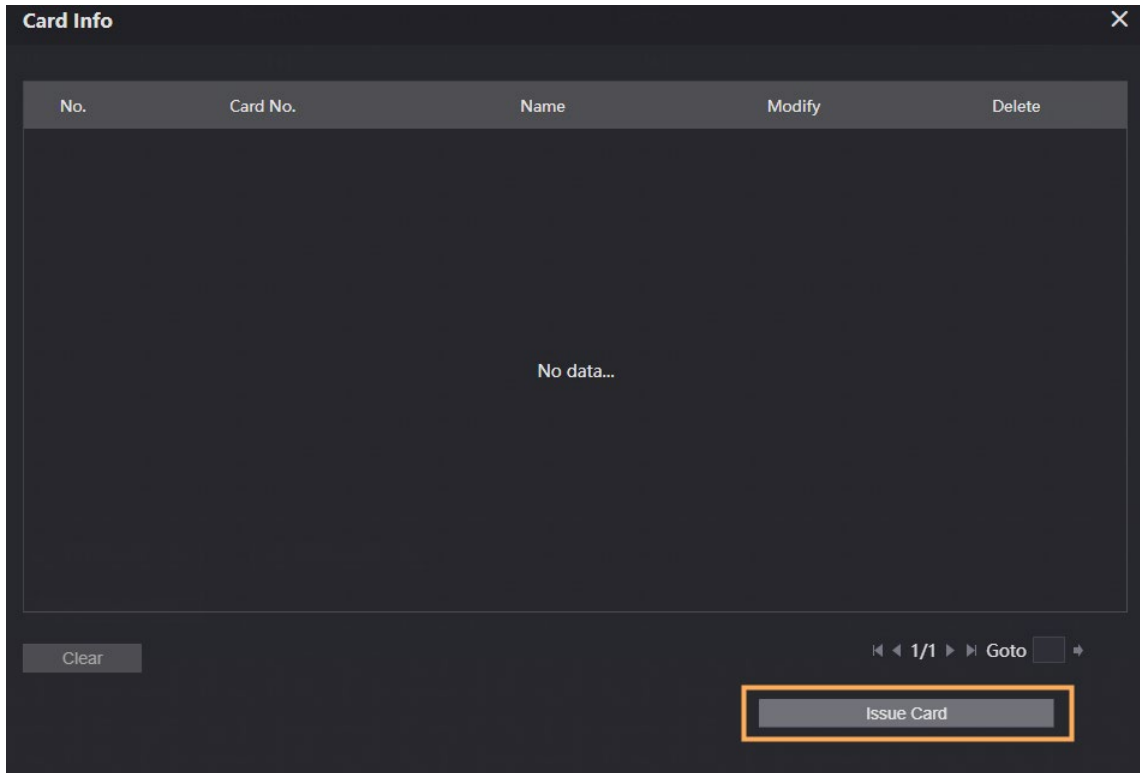 Card Info
No. Card No. Name Modify Delete
No data...
Clear
1/1 Goto
Issue Card